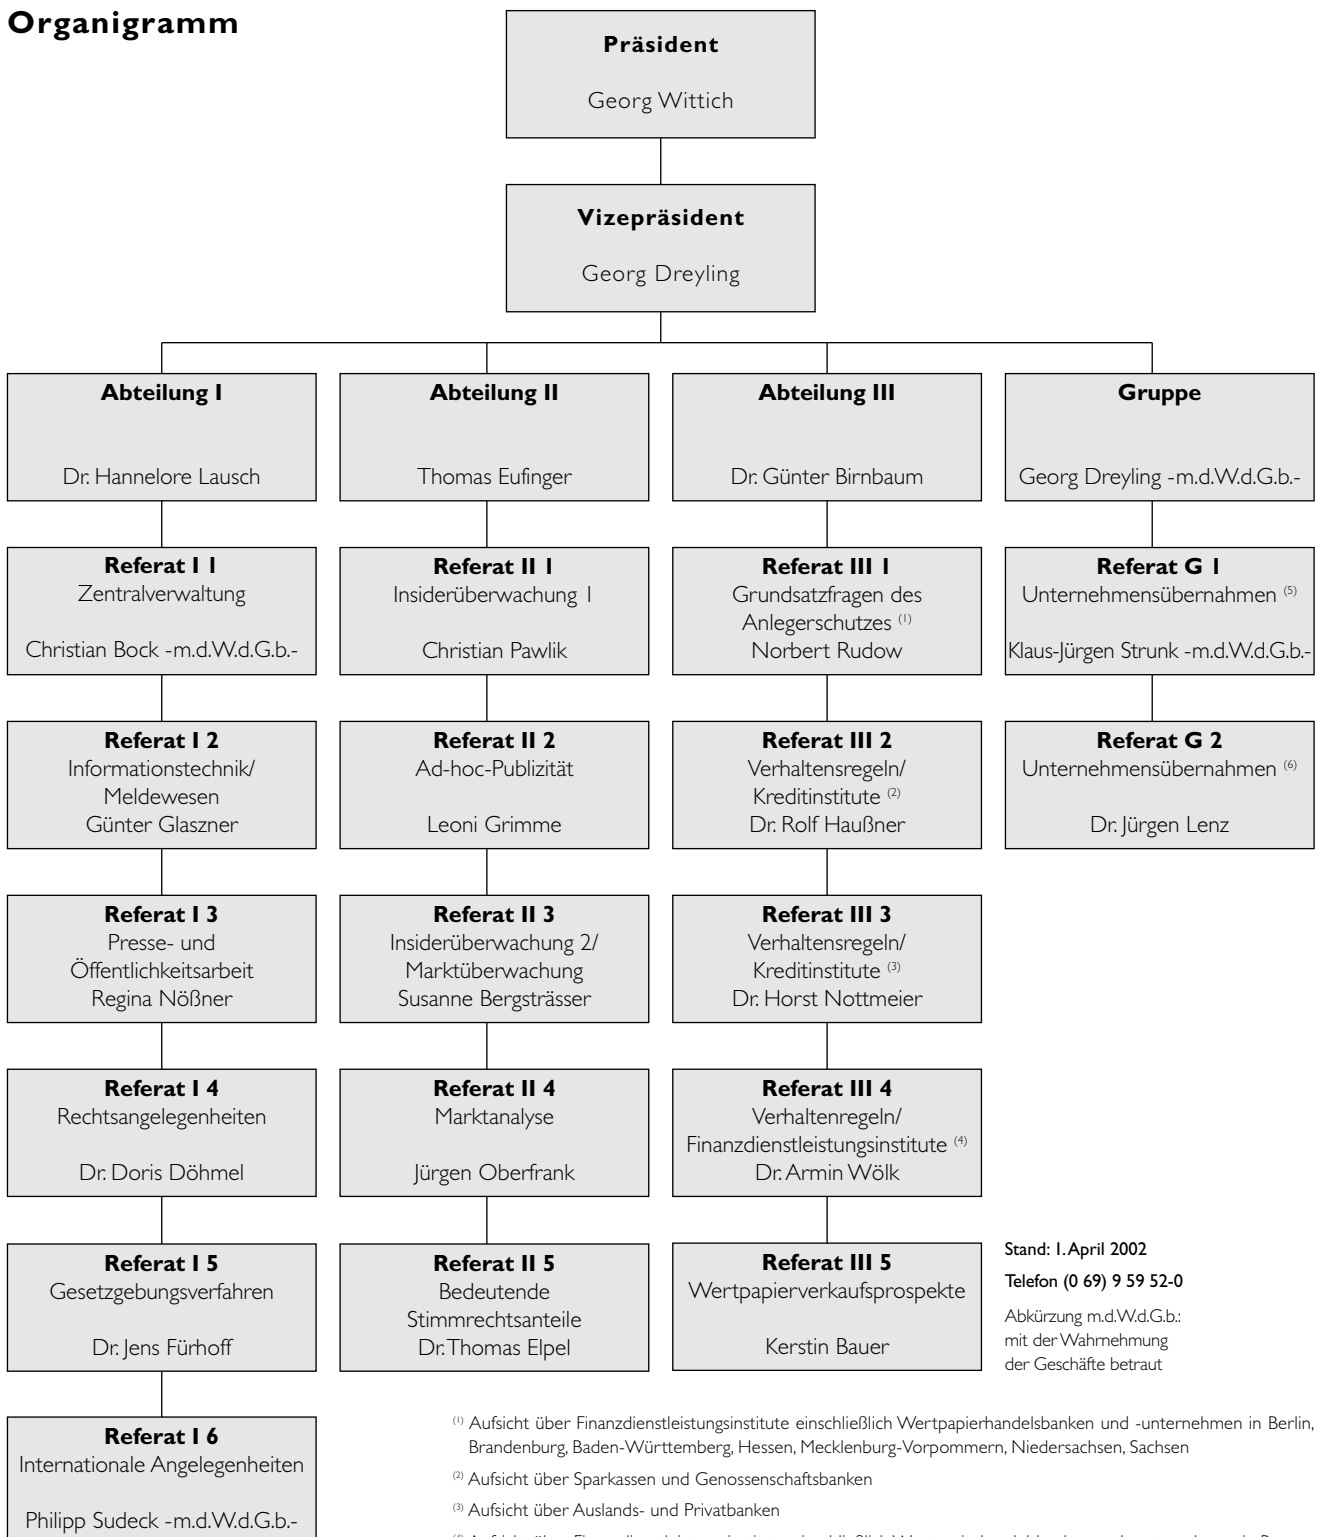 Organigramm
Präsident
Georg Wittich
Vizepräsident
Georg Dreyling
Abteilung I
Dr. Hannelore Lausch
Abteilung II
Thomas Eufinger
Abteilung III
Dr. Günter Birnbaum
Gruppe
Georg Dreyling -m.d.W.d.G.b.-
Referat I 1
Zentralverwaltung
Christian Bock -m.d.W.d.G.b.-
Referat II 1
Insiderüberwachung 1
Christian Pawlik
Referat III 1
Grundsatzfragen des
Anlegerschutzes (1)
Norbert Rudow
Referat G 1
Unternehmensübernahmen (5)
Klaus-Jürgen Strunk -m.d.W.d.G.b.-
Referat I 2
Informationstechnik/
Meldewesen
Günter Glaszner
Referat II 2
Ad-hoc-Publizität
Leoni Grimme
Referat III 2
Verhaltensregeln/
Kreditinstitute (2)
Dr. Rolf Haußner
Referat G 2
Unternehmensübernahmen (6)
Dr. Jürgen Lenz
Referat I 3
Presse- und
Öffentlichkeitsarbeit
Regina Nößner
Referat II 3
Insiderüberwachung 2/
Marktüberwachung
Susanne Bergsträsser
Referat III 3
Verhaltensregeln/
Kreditinstitute (3)
Dr. Horst Nottmeier
Referat I 4
Rechtsangelegenheiten
Dr. Doris Döhmel
Referat II 4
Marktanalyse
Jürgen Oberfrank
Referat III 4
Verhaltenregeln/
Finanzdienstleistungsinstitute (4)
Dr. Armin Wölk
Referat I 5
Gesetzgebungsverfahren
Dr. Jens Fürhoff
Referat II 5
Bedeutende
Stimmrechtsanteile
Dr. Thomas Elpel
Referat III 5
Wertpapierverkaufsprospekte
Kerstin Bauer
Stand: 1. April 2002
Telefon (0 69) 9 59 52-0
Abkürzung m.d.W.d.G.b.:
mit der Wahrnehmung
der Geschäfte betraut
Referat I 6
Internationale Angelegenheiten
Philipp Sudeck -m.d.W.d.G.b.-
(1) Aufsicht über Finanzdienstleistungsinstitute einschließlich Wertpapierhandelsbanken und -unternehmen in Berlin,
Brandenburg, Baden-Württemberg, Hessen, Mecklenburg-Vorpommern, Niedersachsen, Sachsen
(2) Aufsicht über Sparkassen und Genossenschaftsbanken
(3) Aufsicht über Auslands- und Privatbanken